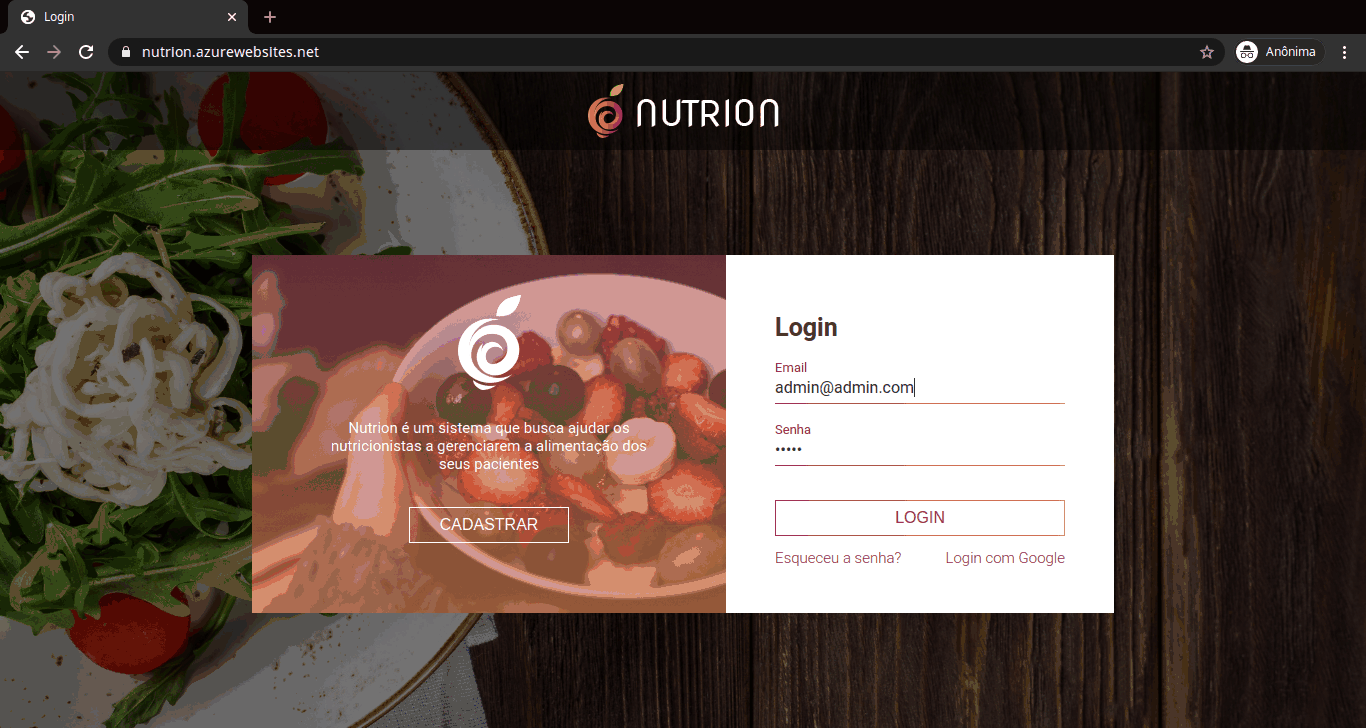 Login
nutrion.azurewebsites.net
Anônima
NUTRION
Nutrion é um sistema que busca ajudar os
nutricionistas a gerenciarem a alimentação dos
seus pacientes
CADASTRAR
Login
Email
admin@admin.com
Senha
•••••
LOGIN
Esqueceu a senha?
Login com Google